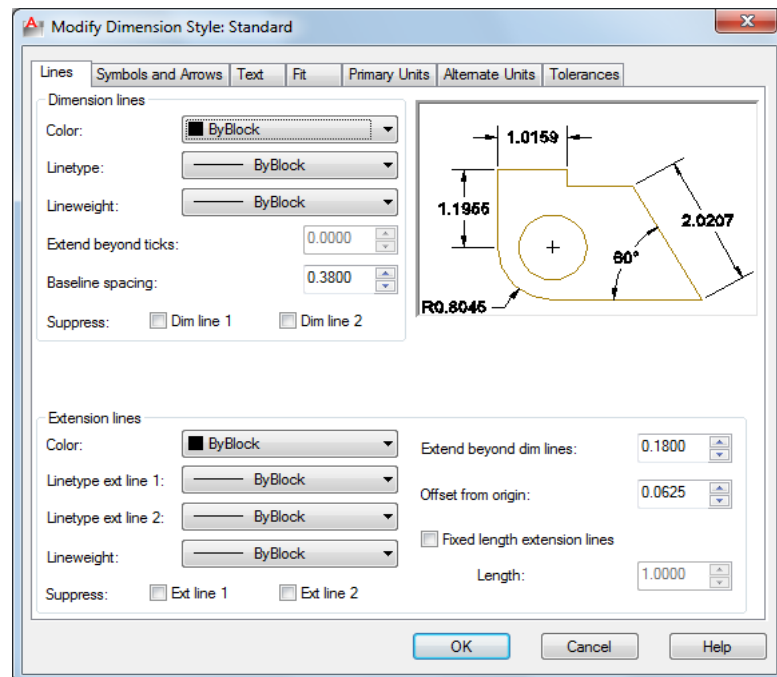 Modify Dimension Style: Standard
Lines Symbols and Arrows Text Fit Primary Units Alternate Units Tolerances
Dimension lines
Color: ByBlock
Linetype: ByBlock
Lineweight: ByBlock
Extend beyond ticks: 0.0000
Baseline spacing: 0.3800
Suppress: Dim line 1 Dim line 2
1.0159
1.1955
2.0207
60°
R0.8045
Extension lines
Color: ByBlock
Linetype ext line 1: ByBlock
Linetype ext line 2: ByBlock
Lineweight: ByBlock
Suppress: Ext line 1 Ext line 2
Extend beyond dim lines: 0.1800
Offset from origin: 0.0625
Fixed length extension lines
Length: 1.0000
OK Cancel Help